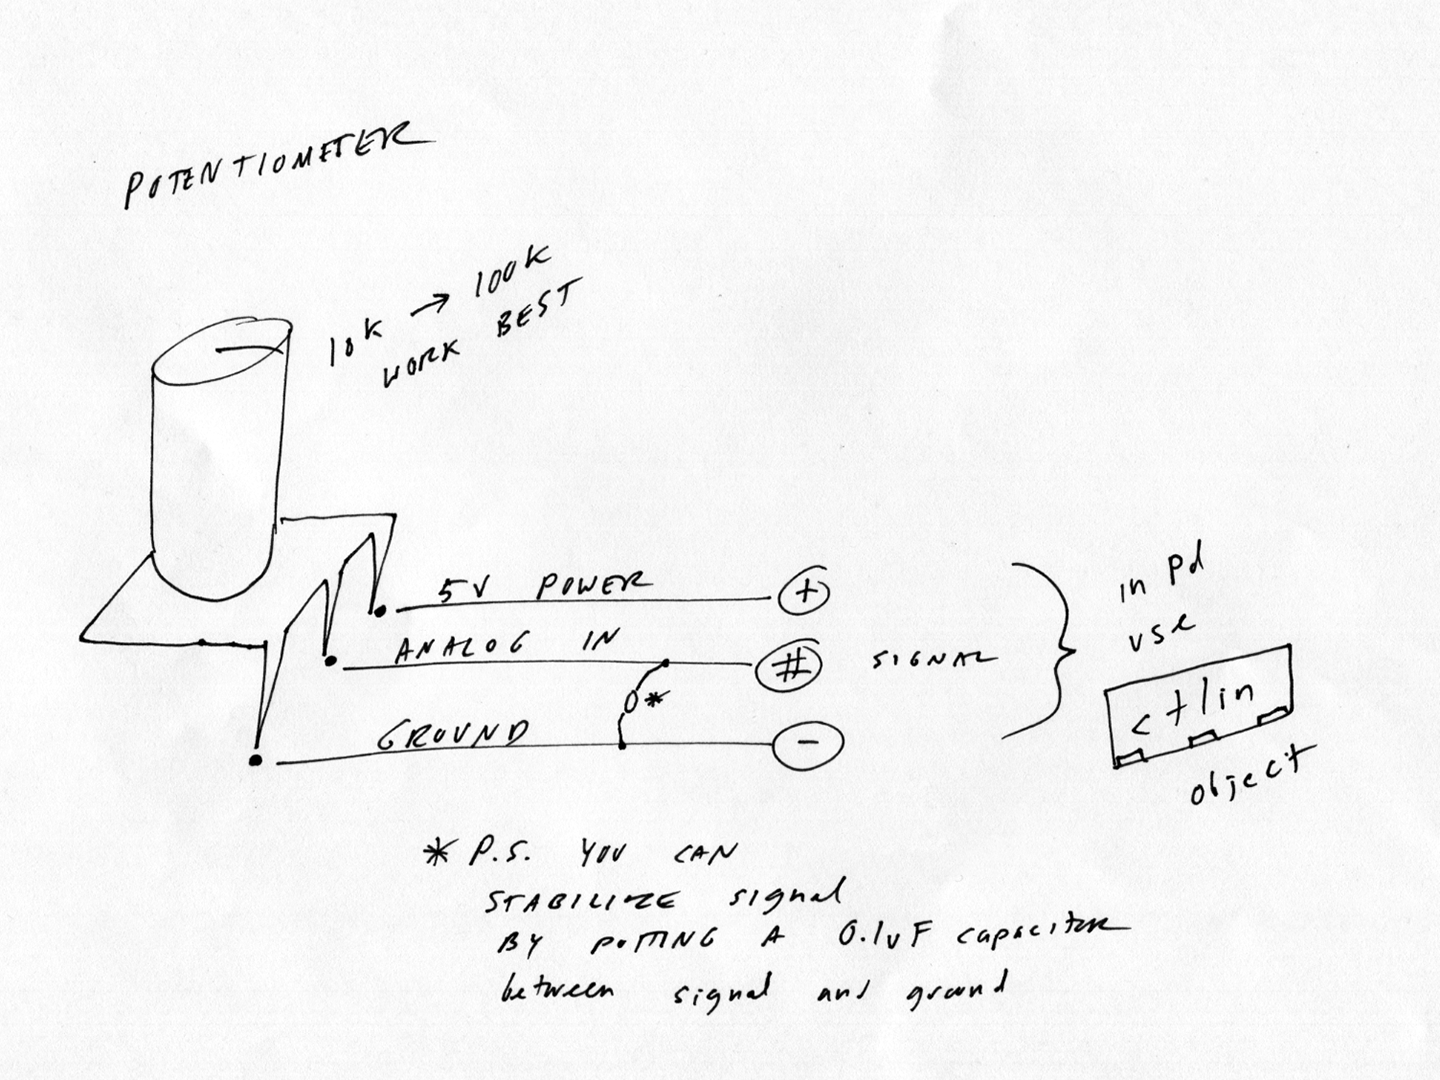 POTENTIOMETER
10K → 100K
WORK BEST
5V POWER +
ANALOG IN # SIGNAL
*
GROUND -
in Pd
use
ctlin
object
* P.S. YOU CAN
STABILIZE signal
BY PUTTING A 0.1uF capacitor
between signal and ground